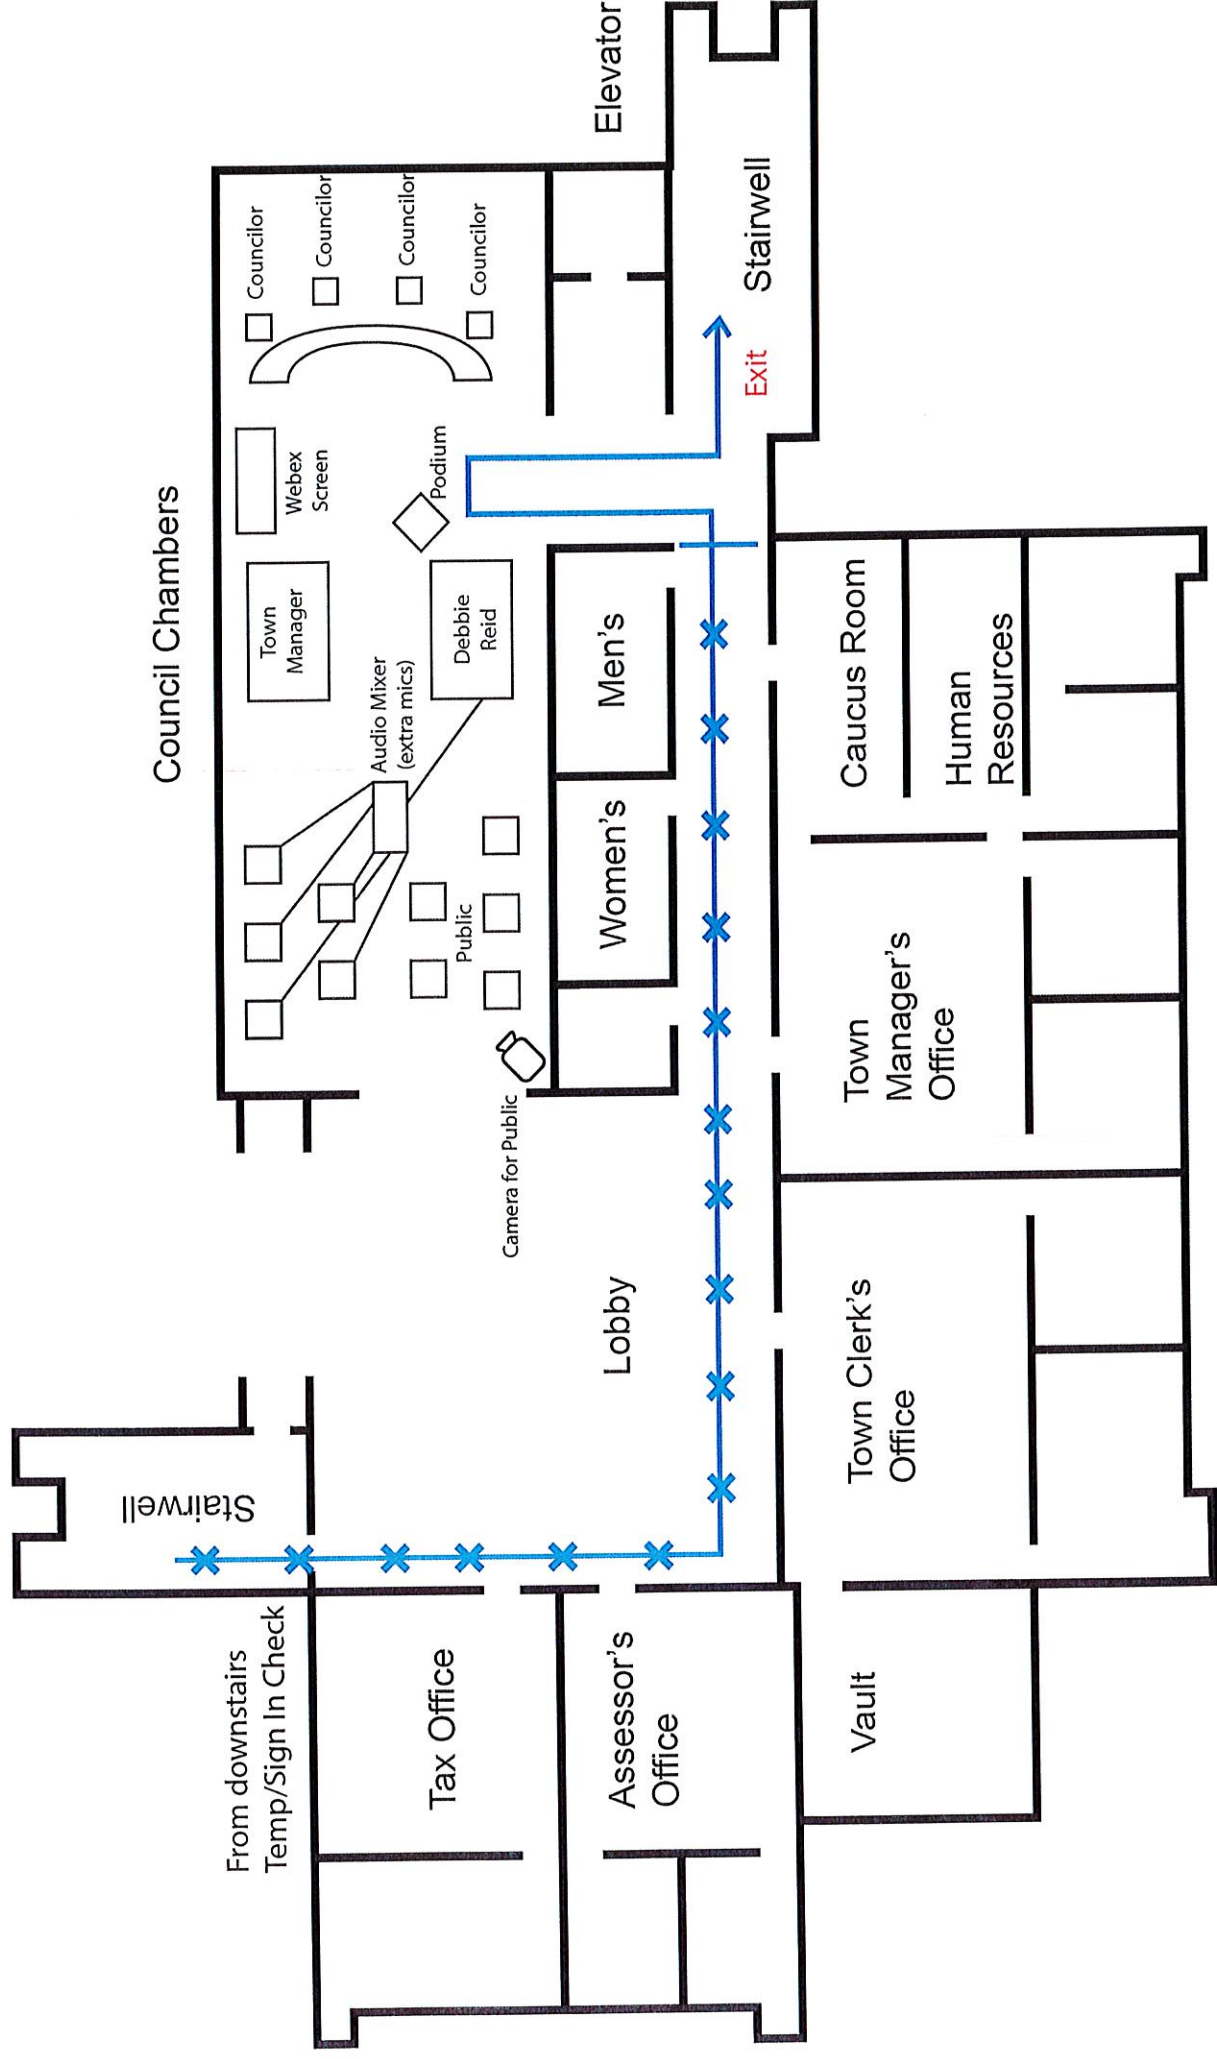 Council Chambers
Councilor
Councilor
Councilor
Councilor
Webex
Screen
Podium
Town
Manager
Debbie
Reid
Audio Mixer
(extra mics)
Public
Camera for Public
Elevator
Stairwell
Exit
Men's
Women's
Lobby
Stairwell
From downstairs
Temp/Sign In Check
Tax Office
Assessor's
Office
Vault
Town Clerk's
Office
Town
Manager's
Office
Caucus Room
Human
Resources